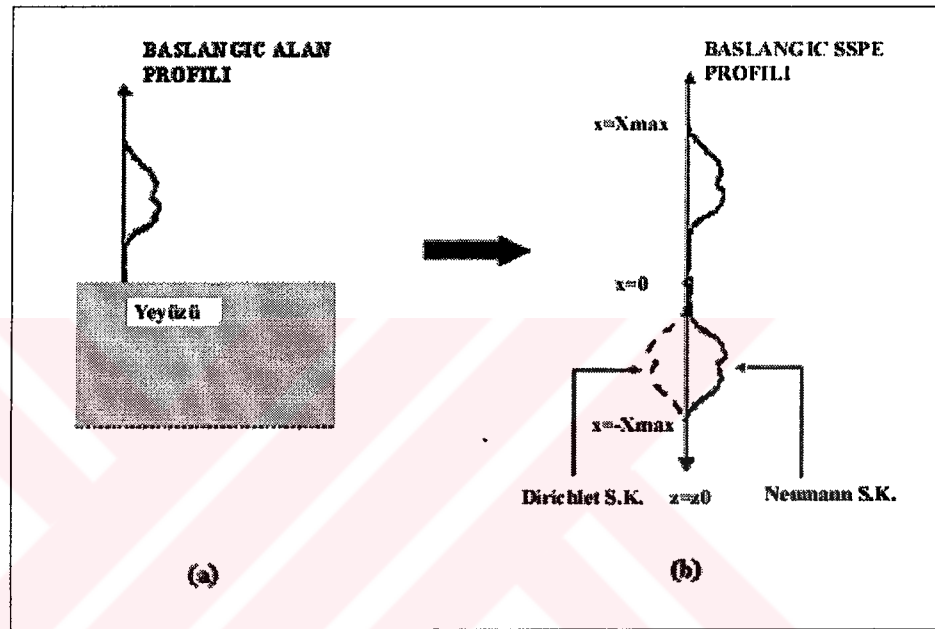 BASLANGIC ALAN
PROFILI
Yeyüzü
(a)
BASLANGIC SSPE
PROFILI
x=Xmax
x=0
x=-Xmax
Dirichlet S.K.
z=z0
Neumann S.K.
(b)